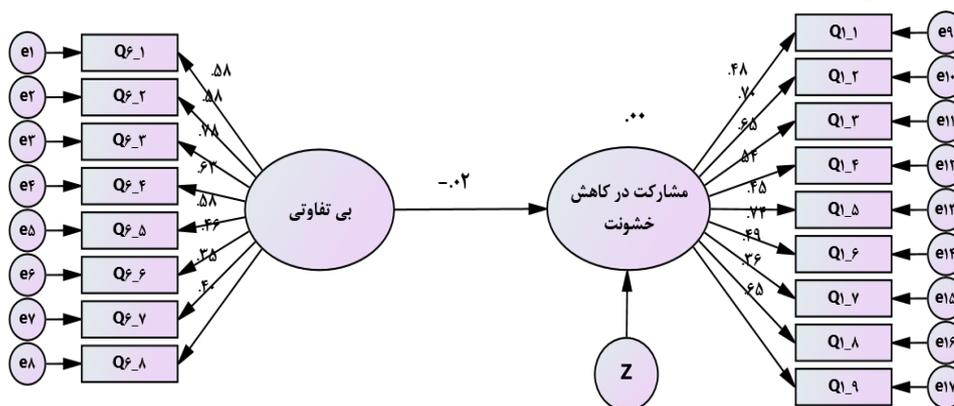 e۱
Q۶_۱
.۵۸
e۲
Q۶_۲
.۵۸
e۳
Q۶_۳
.۷۸
e۴
Q۶_۴
.۶۳
e۵
Q۶_۵
.۵۸
e۶
Q۶_۶
.۴۶
e۷
Q۶_۷
.۳۵
e۸
Q۶_۸
.۴۰
بی تفاوتی
-.۰۲
.۰۰
مشارکت در کاهش
خشونت
Z
.۴۸
Q۱_۱
e۹
.۷۰
Q۱_۲
e۱۰
.۶۵
Q۱_۳
e۱۱
.۵۴
Q۱_۴
e۱۲
.۴۵
Q۱_۵
e۱۳
.۷۴
Q۱_۶
e۱۴
.۴۹
Q۱_۷
e۱۵
.۳۶
Q۱_۸
e۱۶
.۶۵
Q۱_۹
e۱۷